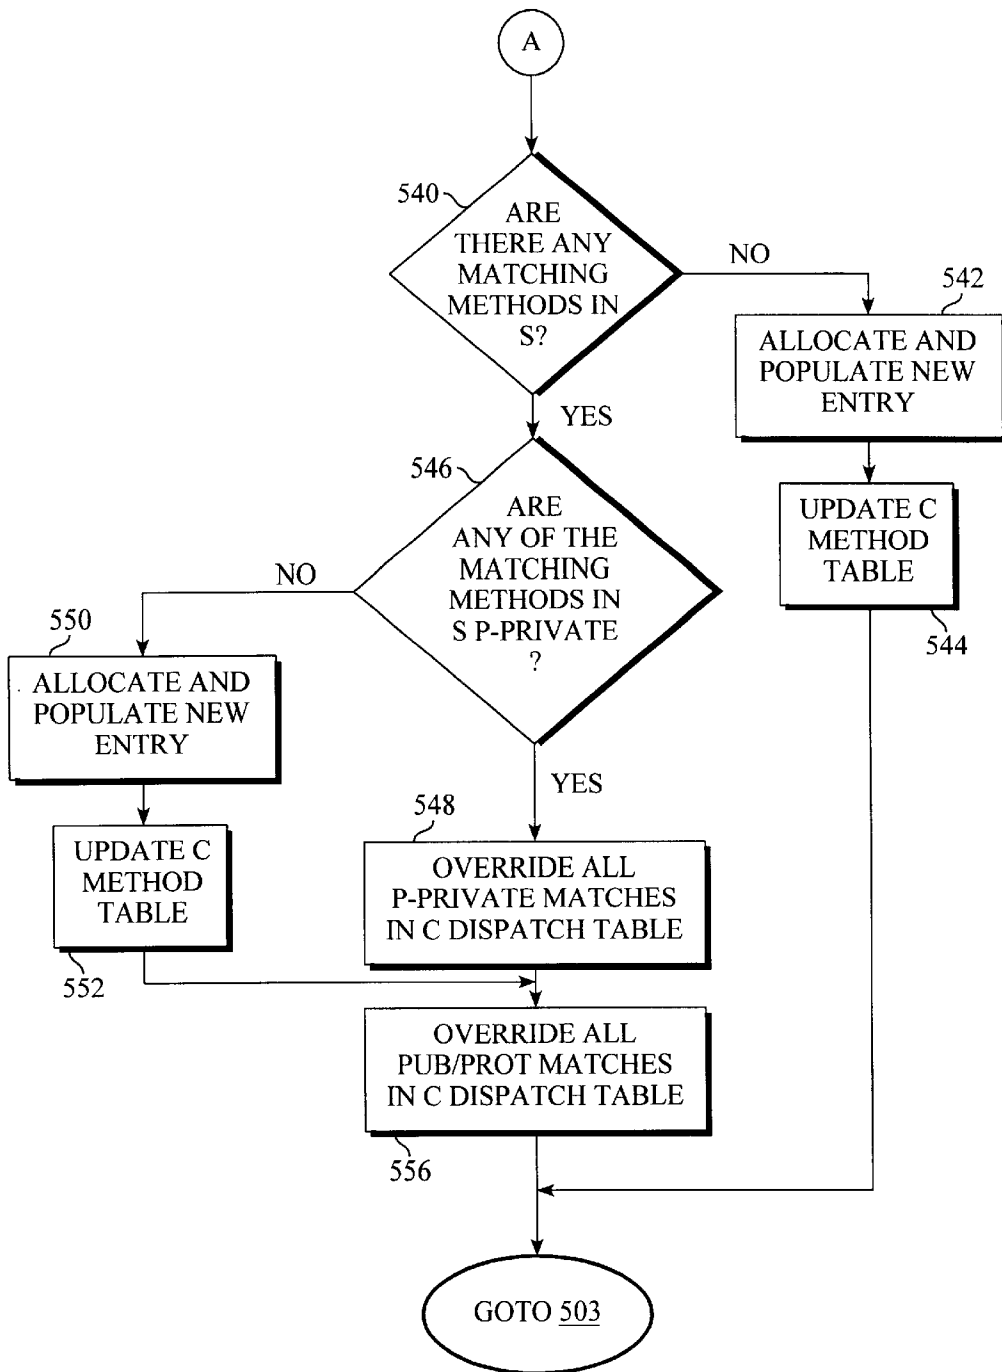 A
540
ARE
THERE ANY
MATCHING
METHODS IN
S?
NO
542
ALLOCATE AND
POPULATE NEW
ENTRY
YES
546
ARE
ANY OF THE
MATCHING
METHODS IN
S P-PRIVATE
?
UPDATE C
METHOD
TABLE
544
NO
550
ALLOCATE AND
POPULATE NEW
ENTRY
YES
548
UPDATE C
METHOD
TABLE
552
OVERRIDE ALL
P-PRIVATE MATCHES
IN C DISPATCH TABLE
OVERRIDE ALL
PUB/PROT MATCHES
IN C DISPATCH TABLE
556
GOTO 503